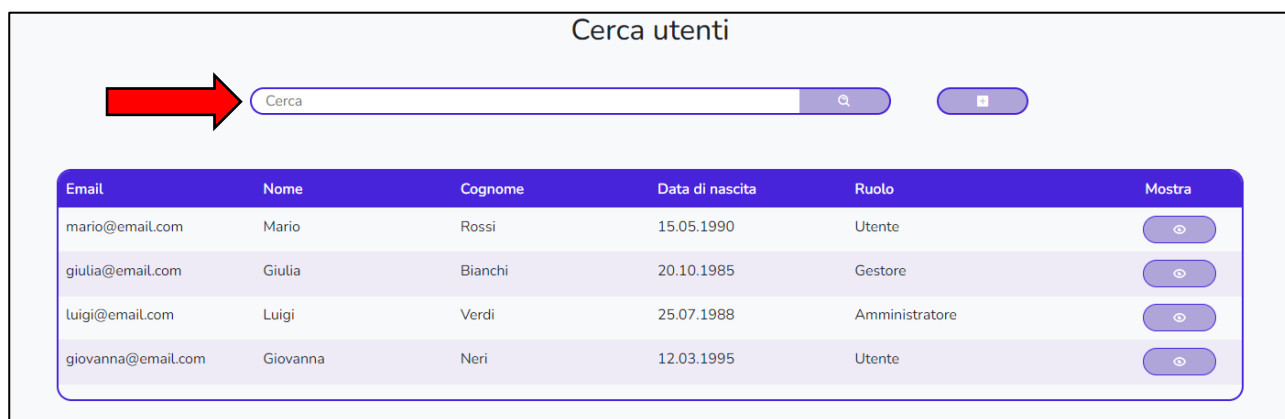 Cerca utenti
Cerca
Email Nome Cognome Data di nascita Ruolo Mostra
mario@email.com Mario Rossi 15.05.1990 Utente
giulia@email.com Giulia Bianchi 20.10.1985 Gestore
luigi@email.com Luigi Verdi 25.07.1988 Amministratore
giovanna@email.com Giovanna Neri 12.03.1995 Utente